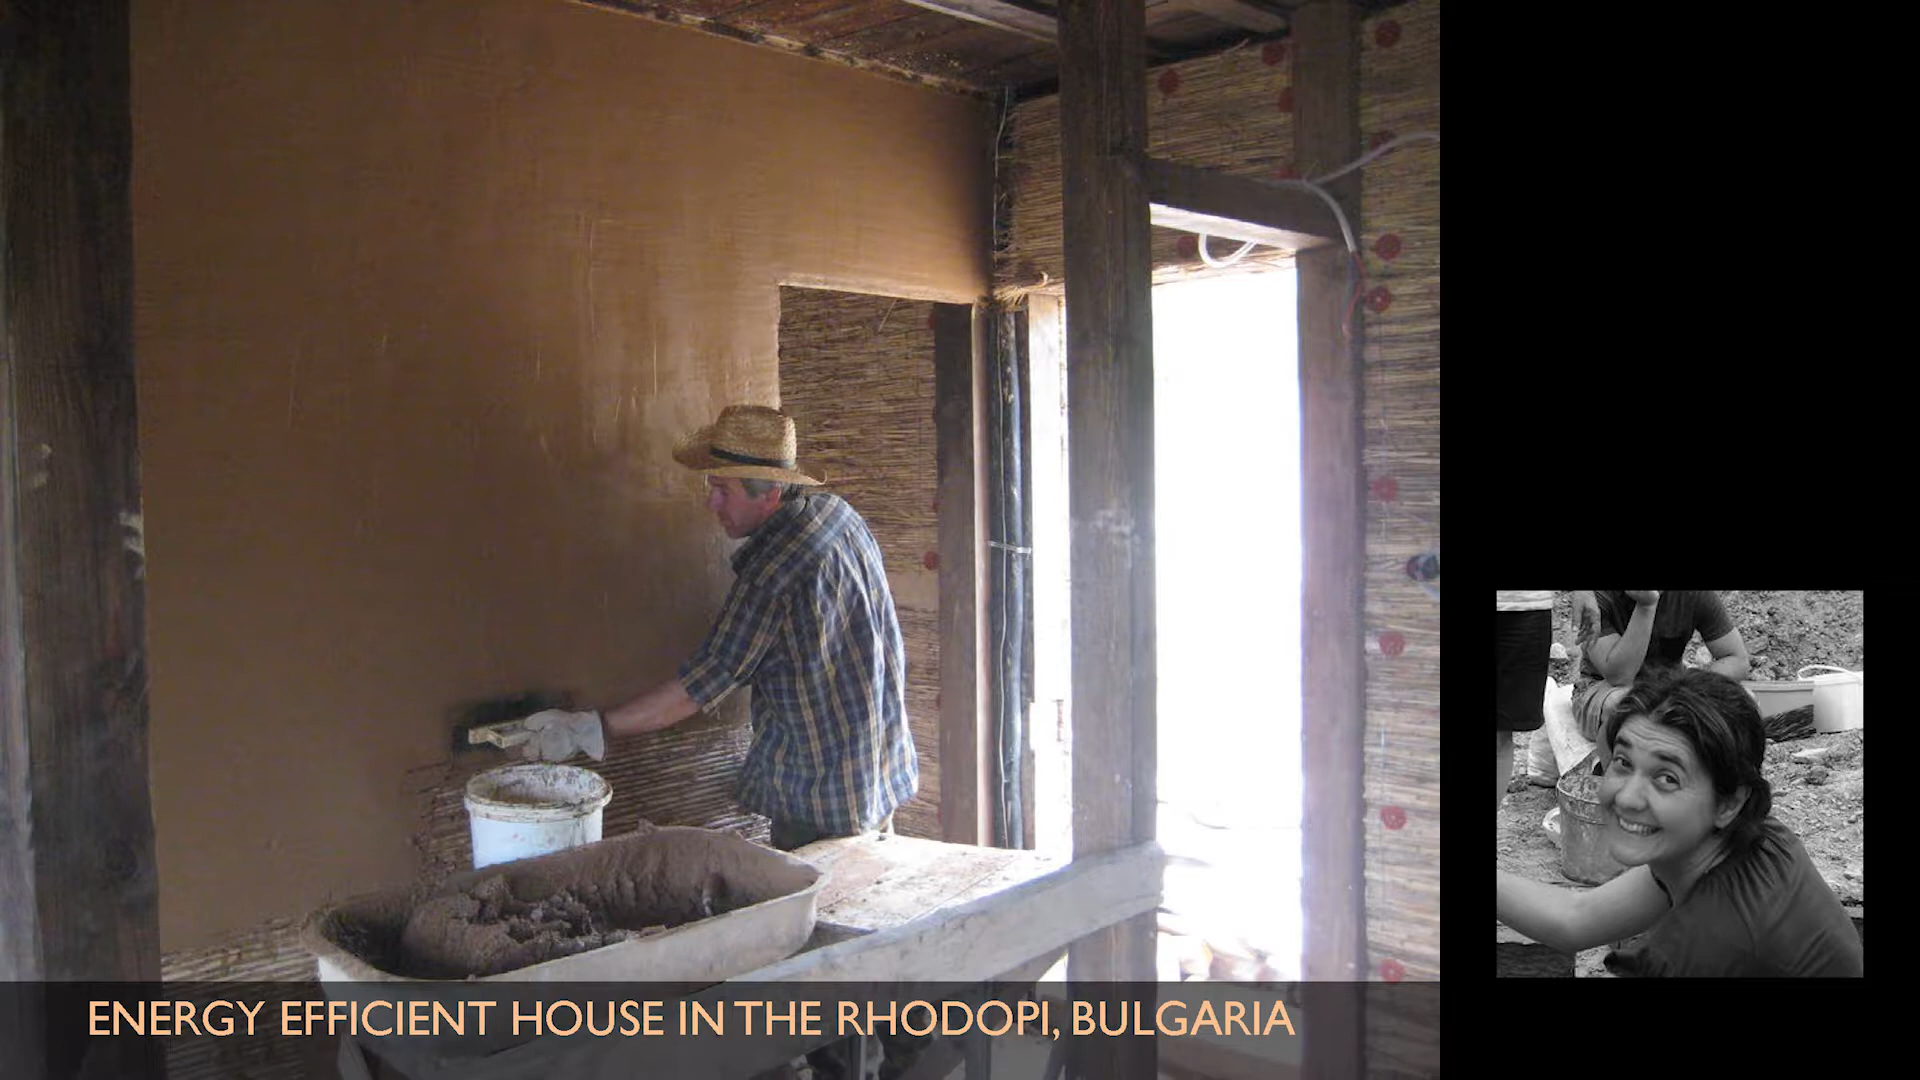 ENERGY EFFICIENT HOUSE IN THE RHODOPI, BULGARIA